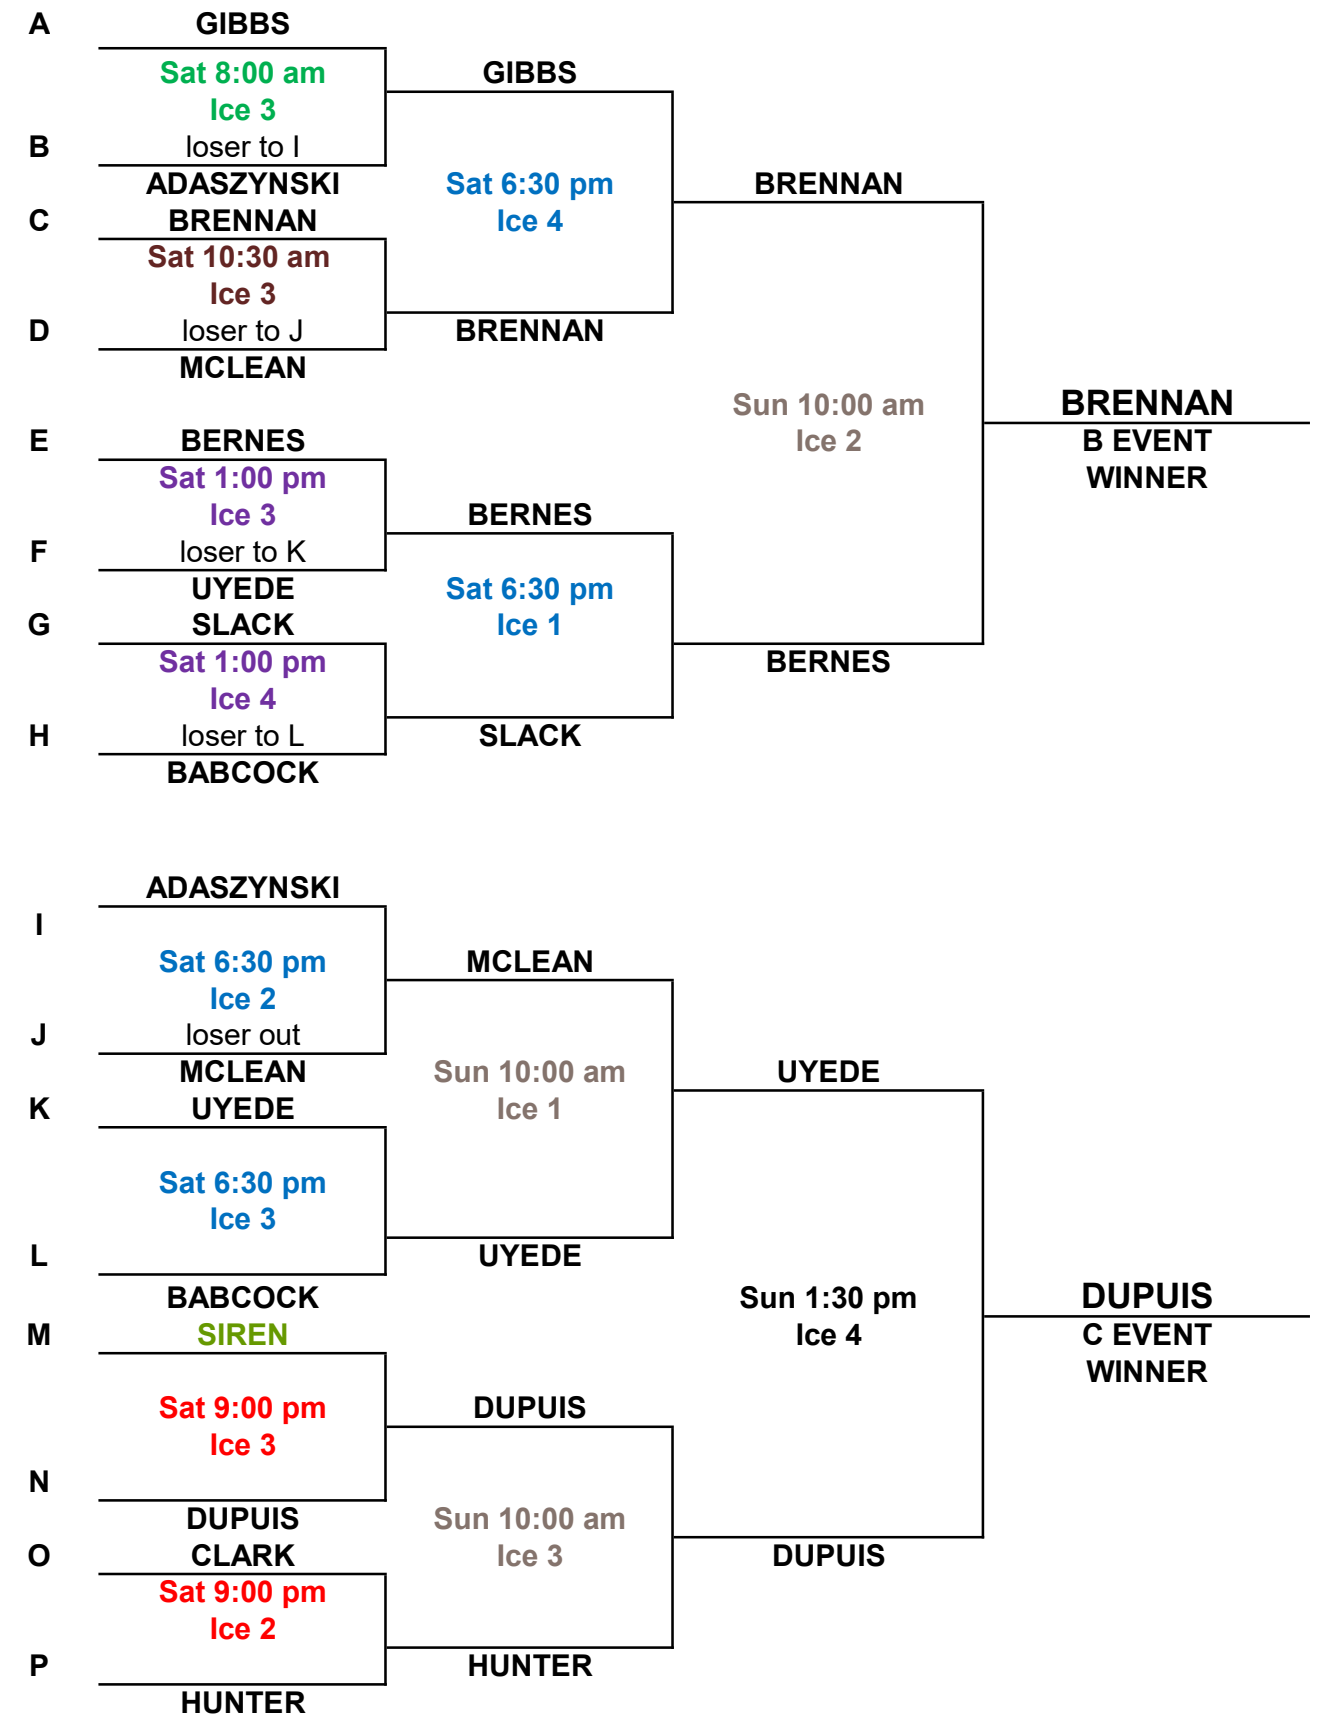 A
GIBBS
Sat 8:00 am
Ice 3
GIBBS
B
loser to I
ADASZYNSKI
Sat 6:30 pm
Ice 4
BRENNAN
C
BRENNAN
Sat 10:30 am
Ice 3
D
loser to J
BRENNAN
MCLEAN
Sun 10:00 am
Ice 2
BRENNAN
B EVENT
WINNER
E
BERNES
Sat 1:00 pm
Ice 3
BERNES
F
loser to K
UYEDE
Sat 6:30 pm
Ice 1
G
SLACK
Sat 1:00 pm
Ice 4
BERNES
H
loser to L
SLACK
BABCOCK
ADASZYNSKI
I
Sat 6:30 pm
Ice 2
MCLEAN
J
loser out
MCLEAN
Sun 10:00 am
Ice 1
UYEDE
K
UYEDE
Sat 6:30 pm
Ice 3
L
UYEDE
BABCOCK
Sun 1:30 pm
Ice 4
DUPUIS
C EVENT
WINNER
M
SIREN
Sat 9:00 pm
Ice 3
DUPUIS
N
DUPUIS
Sun 10:00 am
Ice 3
DUPUIS
O
CLARK
Sat 9:00 pm
Ice 2
P
HUNTER
HUNTER